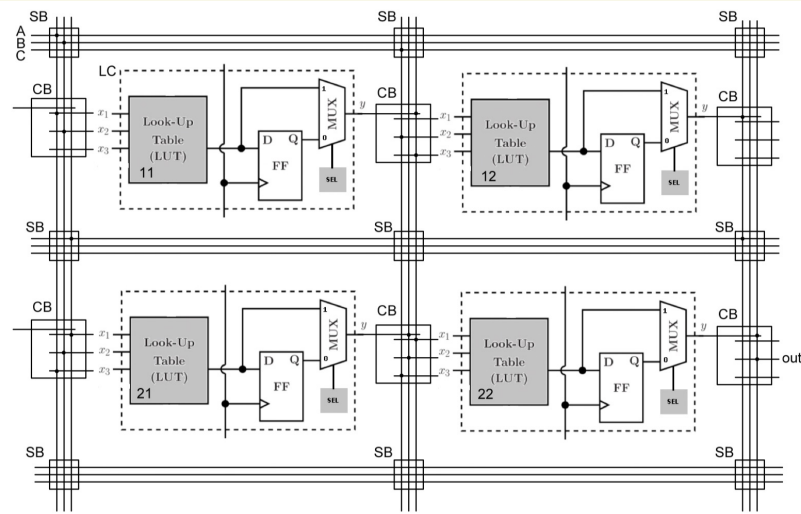 SB SB SB
A
B
C
LC
CB CB
x1
x2
x3
Look-Up
Table
(LUT)
11
D Q
FF
1
MUX
0
SEL
y
x1
x2
x3
Look-Up
Table
(LUT)
12
D Q
FF
1
MUX
0
SEL
y
SB SB SB
CB CB CB
x1
x2
x3
Look-Up
Table
(LUT)
21
D Q
FF
1
MUX
0
SEL
y
x1
x2
x3
Look-Up
Table
(LUT)
22
D Q
FF
1
MUX
0
SEL
y
out
SB SB SB